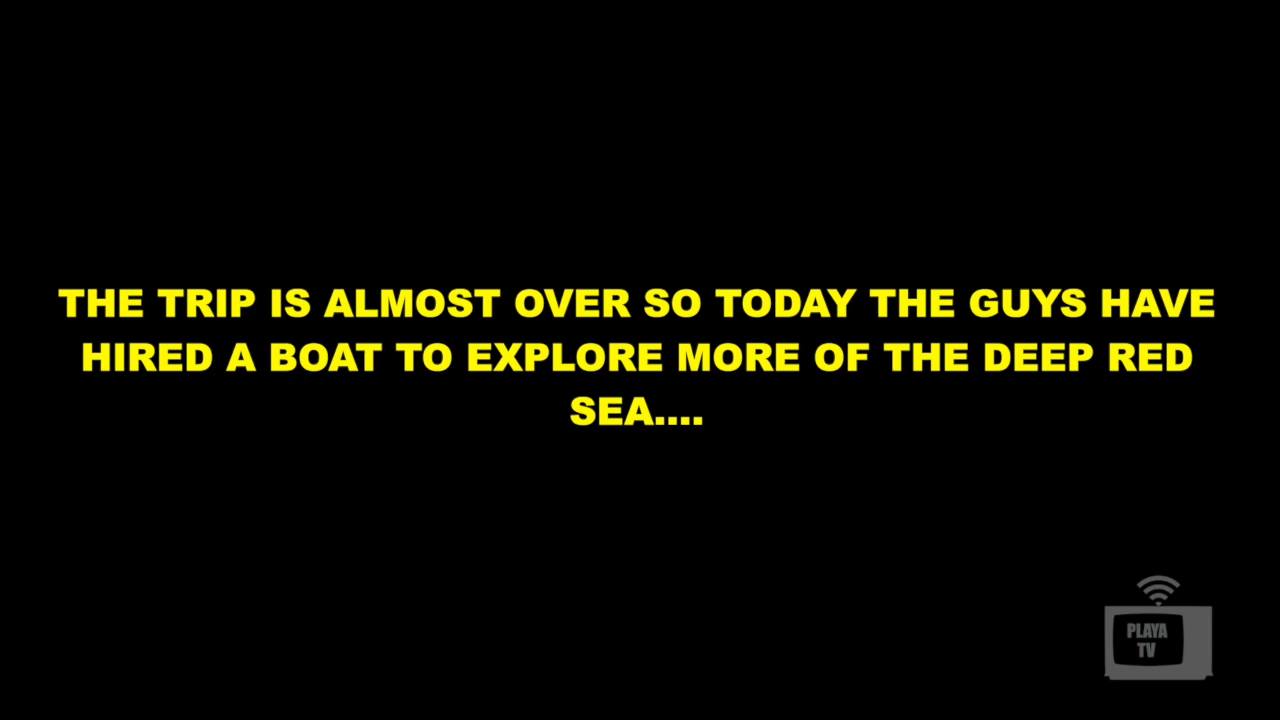 THE TRIP IS ALMOST OVER SO TODAY THE GUYS HAVE
HIRED A BOAT TO EXPLORE MORE OF THE DEEP RED
SEA....
PLAYA
TV